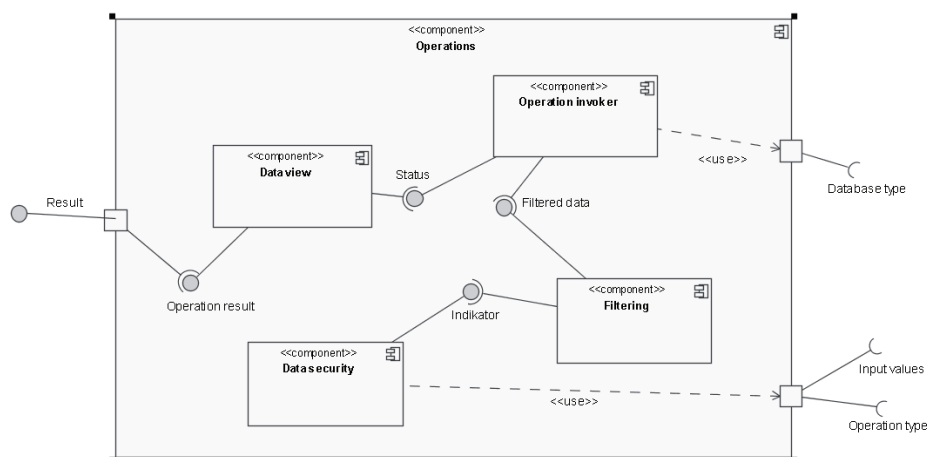 <<component>>
Operations
<<component>>
Operation invoker
<<component>>
Data view
Status
<<use>>
Database type
Result
Filtered data
Operation result
<<component>>
Filtering
Indikator
<<component>>
Data security
<<use>>
Input values
Operation type